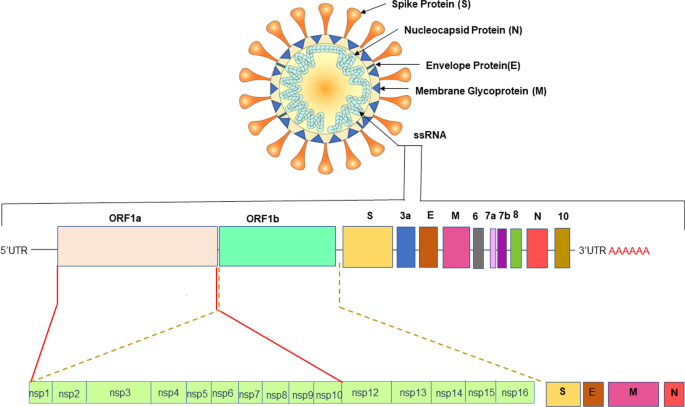 Spike Protein (S)
Nucleocapsid Protein (N)
Envelope Protein(E)
Membrane Glycoprotein (M)
ssRNA
ORF1a ORF1b S 3a E M 6 7a 7b 8 N 10
5'UTR 3'UTR AAAAAA
nsp1 nsp2 nsp3 nsp4 nsp5 nsp6 nsp7 nsp8 nsp9 nsp10 nsp12 nsp13 nsp14 nsp15 nsp16 S E M N